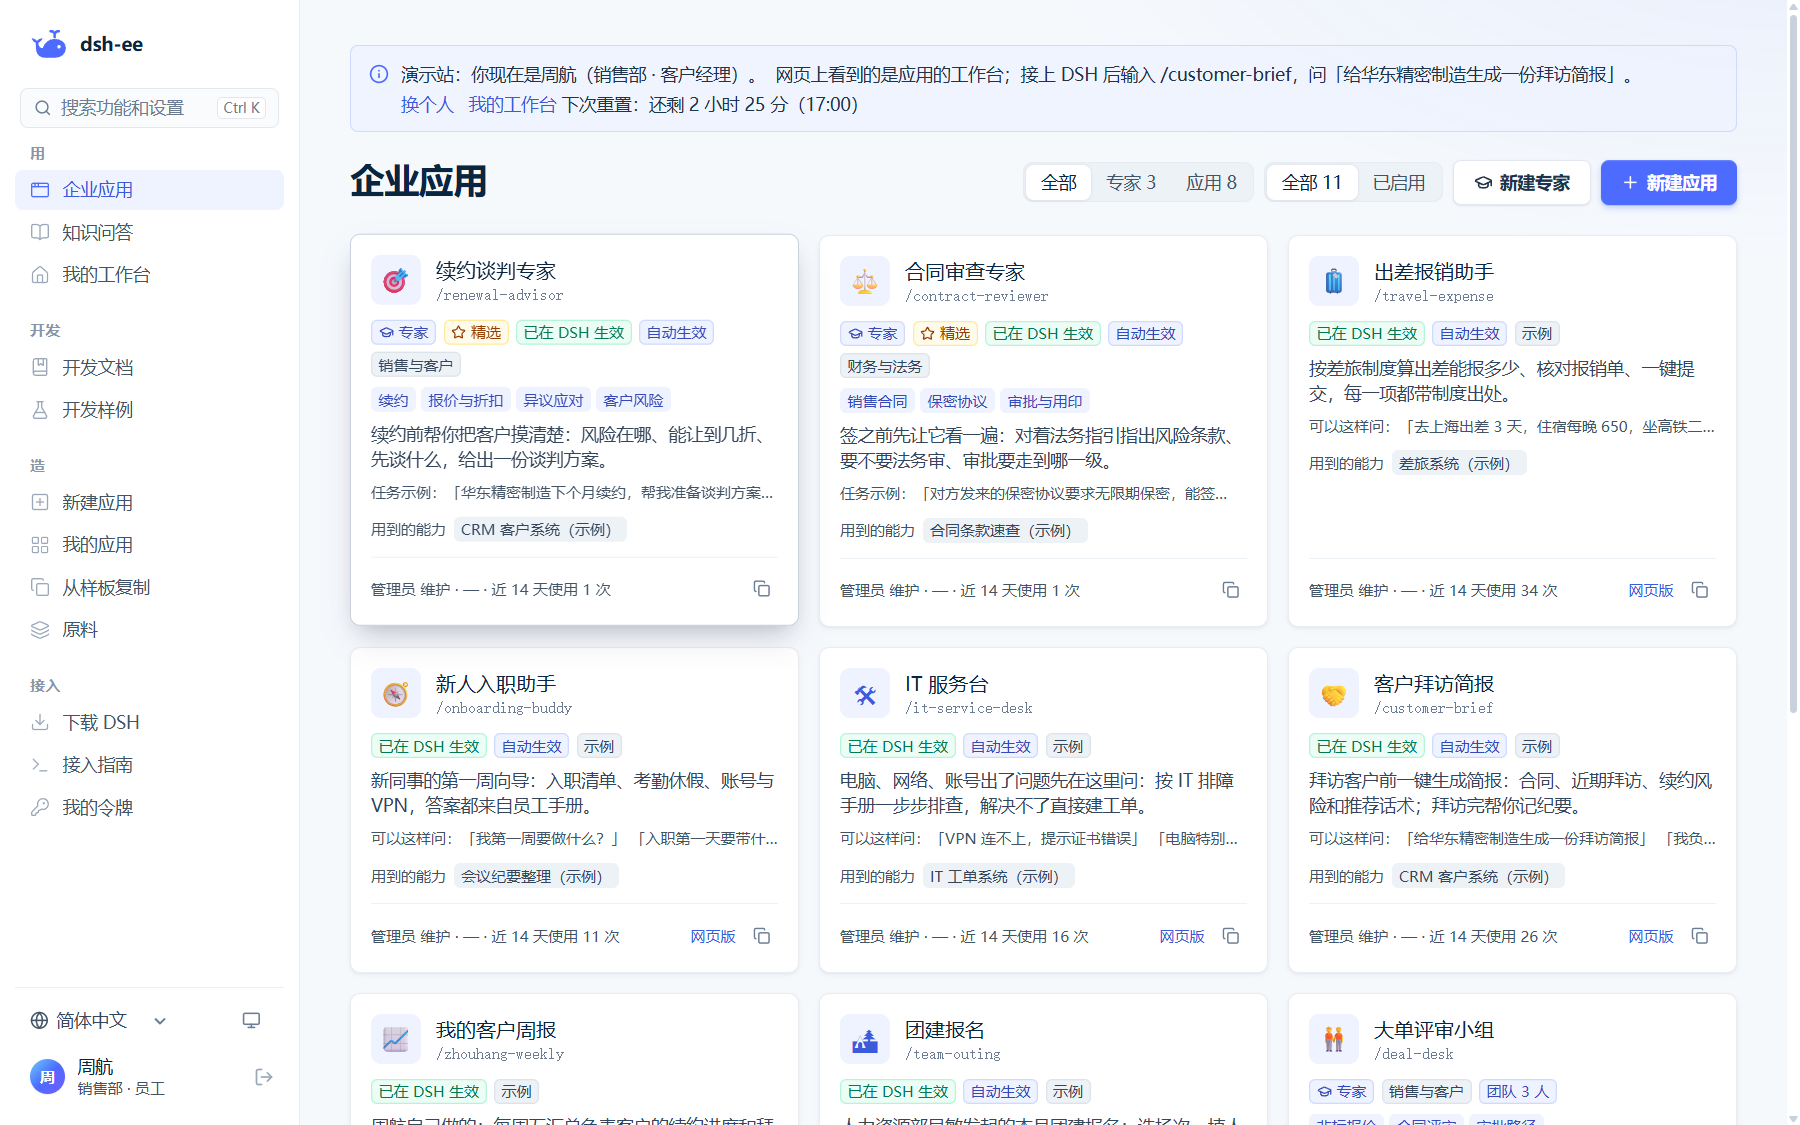 dsh-ee
搜索功能和设置 Ctrl K
用
企业应用
知识问答
我的工作台
开发
开发文档
开发样例
造
新建应用
我的应用
从样板复制
原料
接入
下载 DSH
接入指南
我的令牌
简体中文
周
周航
销售部 · 员工
演示站：你现在是周航（销售部 · 客户经理）。 网页上看到的是应用的工作台；接上 DSH 后输入 /customer-brief，问「给华东精密制造生成一份拜访简报」。
换个人 我的工作台 下次重置：还剩 2 小时 25 分（17:00）
企业应用
全部 专家 3 应用 8 全部 11 已启用 新建专家 新建应用
续约谈判专家
/renewal-advisor
专家 精选 已在 DSH 生效 自动生效
销售与客户
续约 报价与折扣 异议应对 客户风险
续约前帮你把客户摸清楚：风险在哪、能让到几折、
先谈什么，给出一份谈判方案。
任务示例：「华东精密制造下个月续约，帮我准备谈判方案...
用到的能力 CRM 客户系统（示例）
管理员 维护 · — · 近 14 天使用 1 次
合同审查专家
/contract-reviewer
专家 精选 已在 DSH 生效 自动生效
财务与法务
销售合同 保密协议 审批与用印
签之前先让它看一遍：对着法务指引指出风险条款、
要不要法务审、审批要走到哪一级。
任务示例：「对方发来的保密协议要求无限期保密，能签...
用到的能力 合同条款速查（示例）
管理员 维护 · — · 近 14 天使用 1 次
出差报销助手
/travel-expense
已在 DSH 生效 自动生效 示例
按差旅制度算出差能报多少、核对报销单、一键提
交，每一项都带制度出处。
可以这样问：「去上海出差 3 天，住宿每晚 650，坐高铁二...
用到的能力 差旅系统（示例）
管理员 维护 · — · 近 14 天使用 34 次 网页版
新人入职助手
/onboarding-buddy
已在 DSH 生效 自动生效 示例
新同事的第一周向导：入职清单、考勤休假、账号与
VPN，答案都来自员工手册。
可以这样问：「我第一周要做什么？」 「入职第一天要带什...
用到的能力 会议纪要整理（示例）
管理员 维护 · — · 近 14 天使用 11 次 网页版
IT 服务台
/it-service-desk
已在 DSH 生效 自动生效 示例
电脑、网络、账号出了问题先在这里问：按 IT 排障
手册一步步排查，解决不了直接建工单。
可以这样问：「VPN 连不上，提示证书错误」 「电脑特别...
用到的能力 IT 工单系统（示例）
管理员 维护 · — · 近 14 天使用 16 次 网页版
客户拜访简报
/customer-brief
已在 DSH 生效 自动生效 示例
拜访客户前一键生成简报：合同、近期拜访、续约风
险和推荐话术；拜访完帮你记纪要。
可以这样问：「给华东精密制造生成一份拜访简报」 「我负...
用到的能力 CRM 客户系统（示例）
管理员 维护 · — · 近 14 天使用 26 次 网页版
我的客户周报
/zhouhang-weekly
已在 DSH 生效 示例
周航自己做的：每周五汇总负责客户的续约进度和拜
团建报名
/team-outing
已在 DSH 生效 自动生效 示例
大单评审小组
/deal-desk
专家 销售与客户 团队 3 人
非标报价 合同评审 审批路径